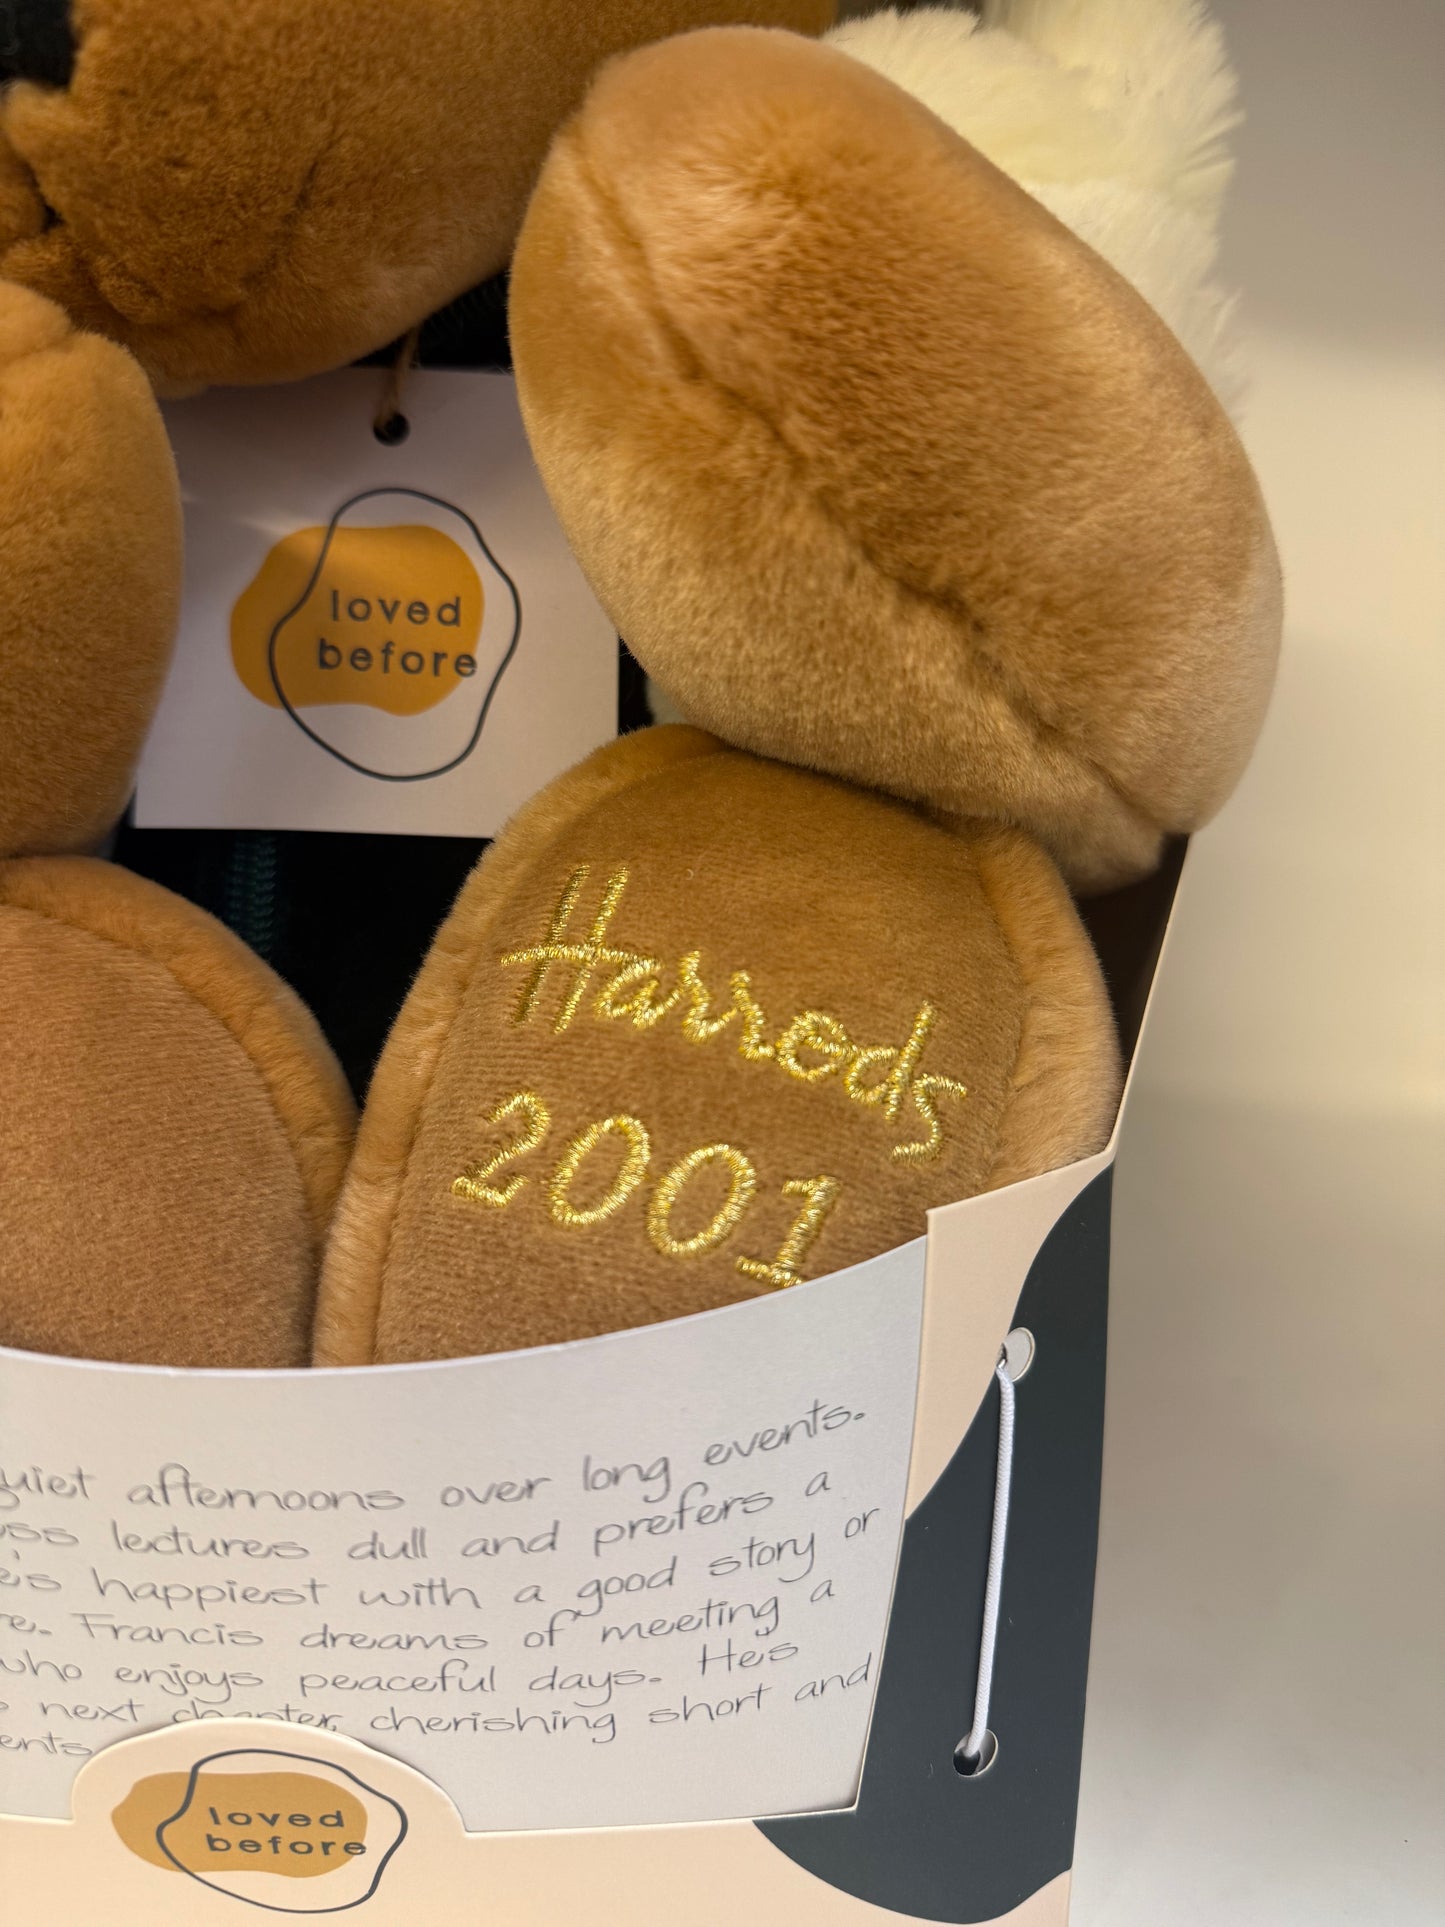 loved
before
Harrods
2001
quiet afternoons over long events.
lectures dull and prefers a
he's happiest with a good story or
Francis dreams of meeting a
who enjoys peaceful days. He's
next chapter, cherishing short and
loved
before